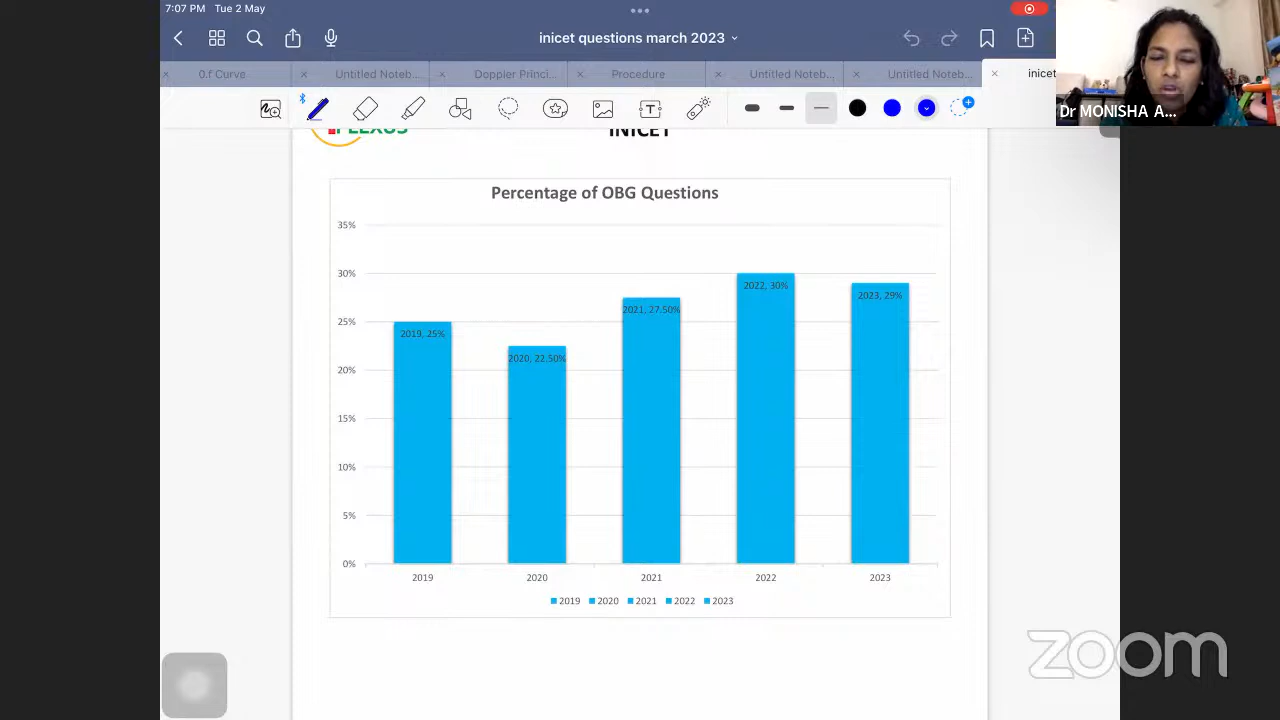 7:07 PM Tue 2 May
inicet questions march 2023
0.f Curve
Untitled Noteb...
Doppler Princi...
Procedure
Untitled Noteb...
Untitled Noteb...
inicet
Dr MONISHA A...
PLEXUS
INICET
Percentage of OBG Questions
35%
30%
25%
20%
15%
10%
5%
0%
2019, 25%
2020, 22.50%
2021, 27.50%
2022, 30%
2023, 29%
2019 2020 2021 2022 2023
2019 2020 2021 2022 2023
zoom